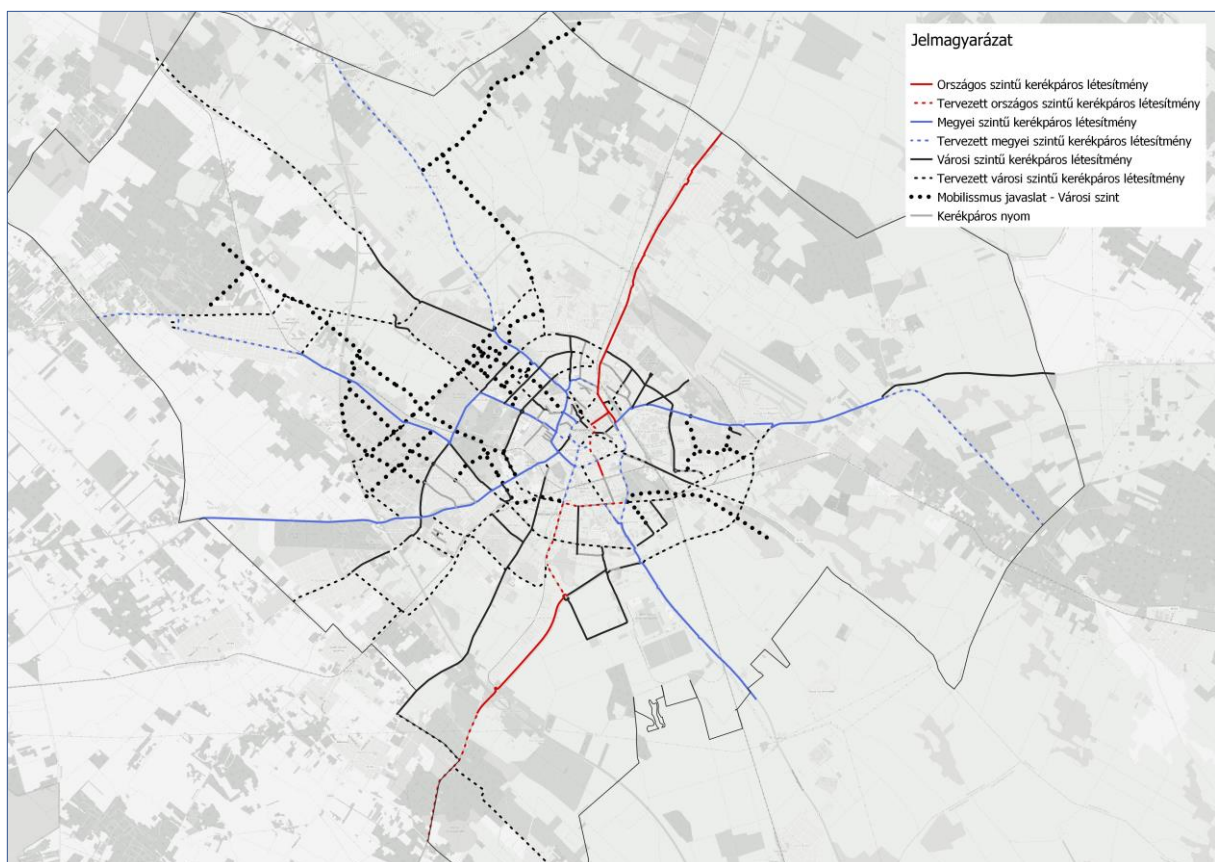 Jelmagyarázat
Országos szintű kerékpáros létesítmény
Tervezett országos szintű kerékpáros létesítmény
Megyei szintű kerékpáros létesítmény
Tervezett megyei szintű kerékpáros létesítmény
Városi szintű kerékpáros létesítmény
Tervezett városi szintű kerékpáros létesítmény
Mobilissmus javaslat - Városi szint
Kerékpáros nyom